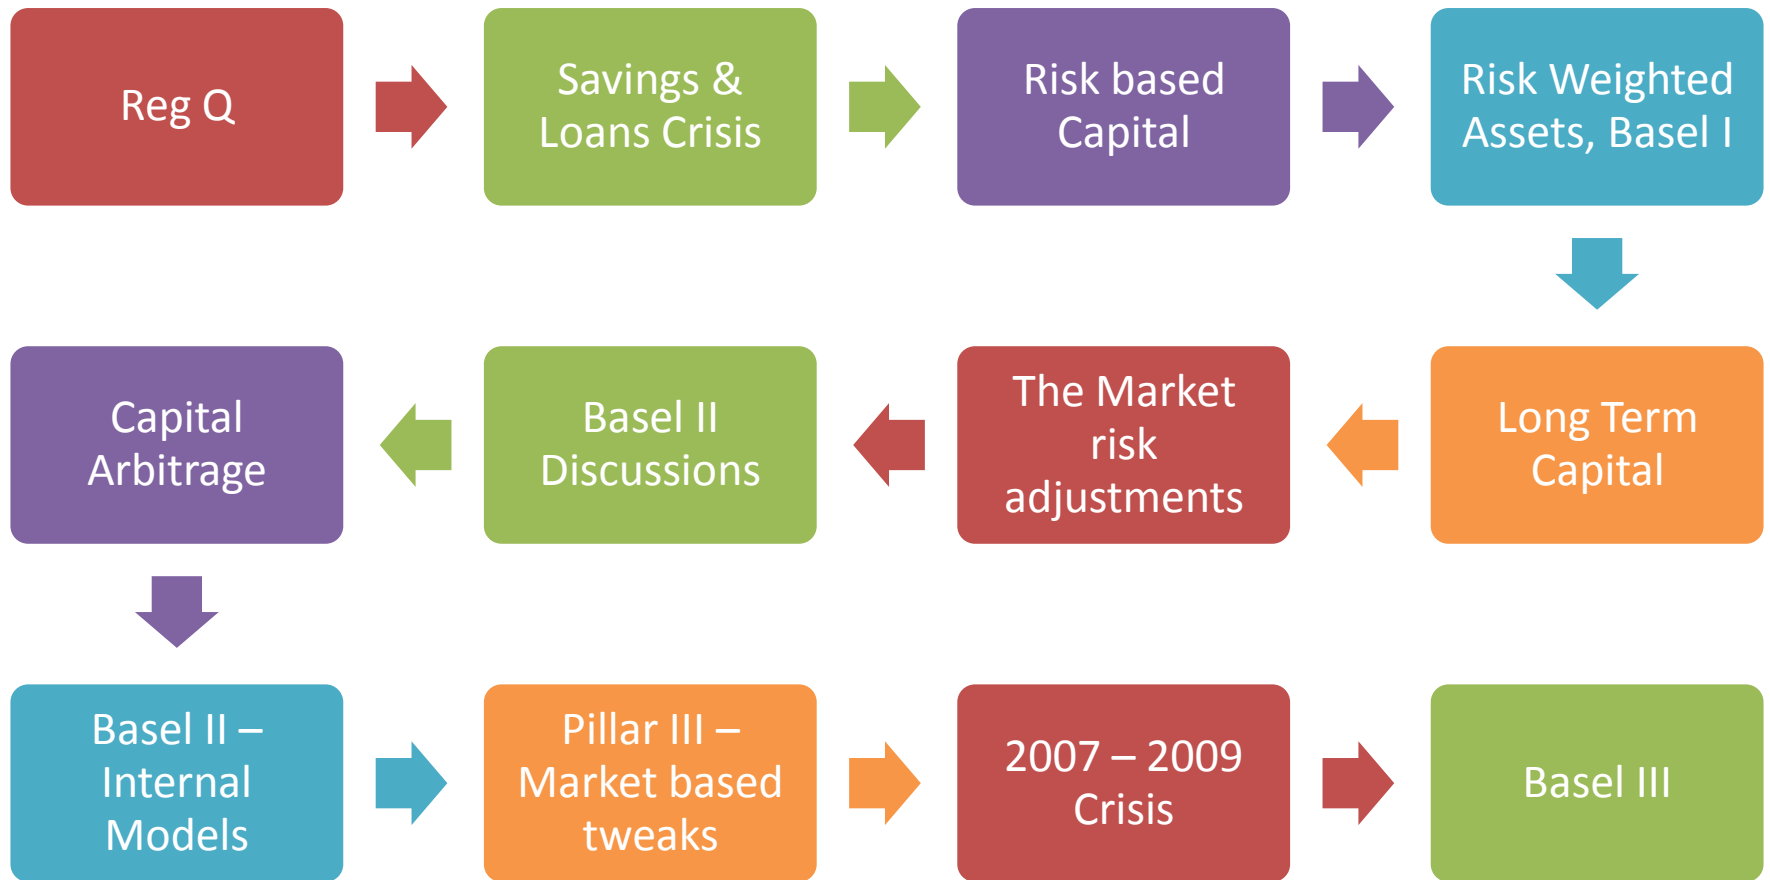 Reg Q
Savings &
Loans Crisis
Risk based
Capital
Risk Weighted
Assets, Basel I
Long Term
Capital
The Market
risk
adjustments
Basel II
Discussions
Capital
Arbitrage
Basel II –
Internal
Models
Pillar III –
Market based
tweaks
2007 – 2009
Crisis
Basel III